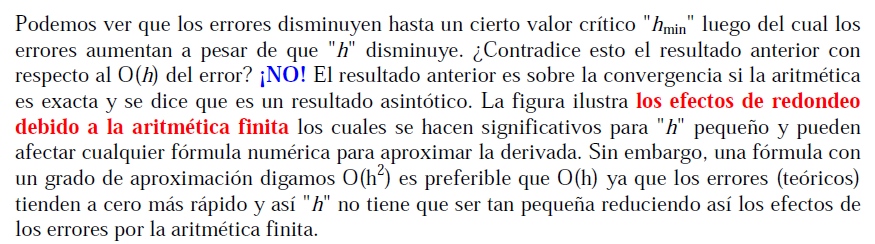 Podemos ver que los errores disminuyen hasta un cierto valor crítico "hmin" luego del cual los
errores aumentan a pesar de que "h" disminuye. ¿Contradice esto el resultado anterior con
respecto al O(h) del error? ¡NO! El resultado anterior es sobre la convergencia si la aritmética
es exacta y se dice que es un resultado asintótico. La figura ilustra los efectos de redondeo
debido a la aritmética finita los cuales se hacen significativos para "h" pequeño y pueden
afectar cualquier fórmula numérica para aproximar la derivada. Sin embargo, una fórmula con
un grado de aproximación digamos O(h²) es preferible que O(h) ya que los errores (teóricos)
tienden a cero más rápido y así "h" no tiene que ser tan pequeña reduciendo así los efectos de
los errores por la aritmética finita.